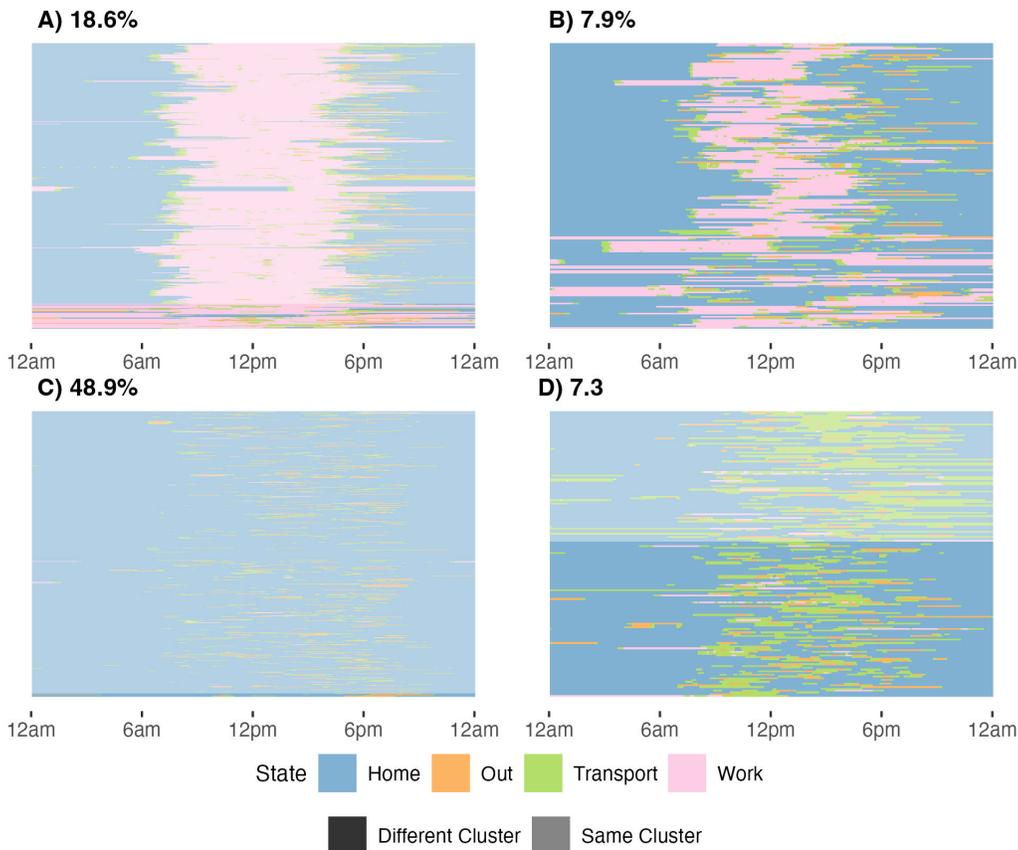 A) 18.6%
B) 7.9%
12am 6am 12pm 6pm 12am
12am 6am 12pm 6pm 12am
C) 48.9%
D) 7.3
12am 6am 12pm 6pm 12am
12am 6am 12pm 6pm 12am
State Home Out Transport Work
Different Cluster Same Cluster